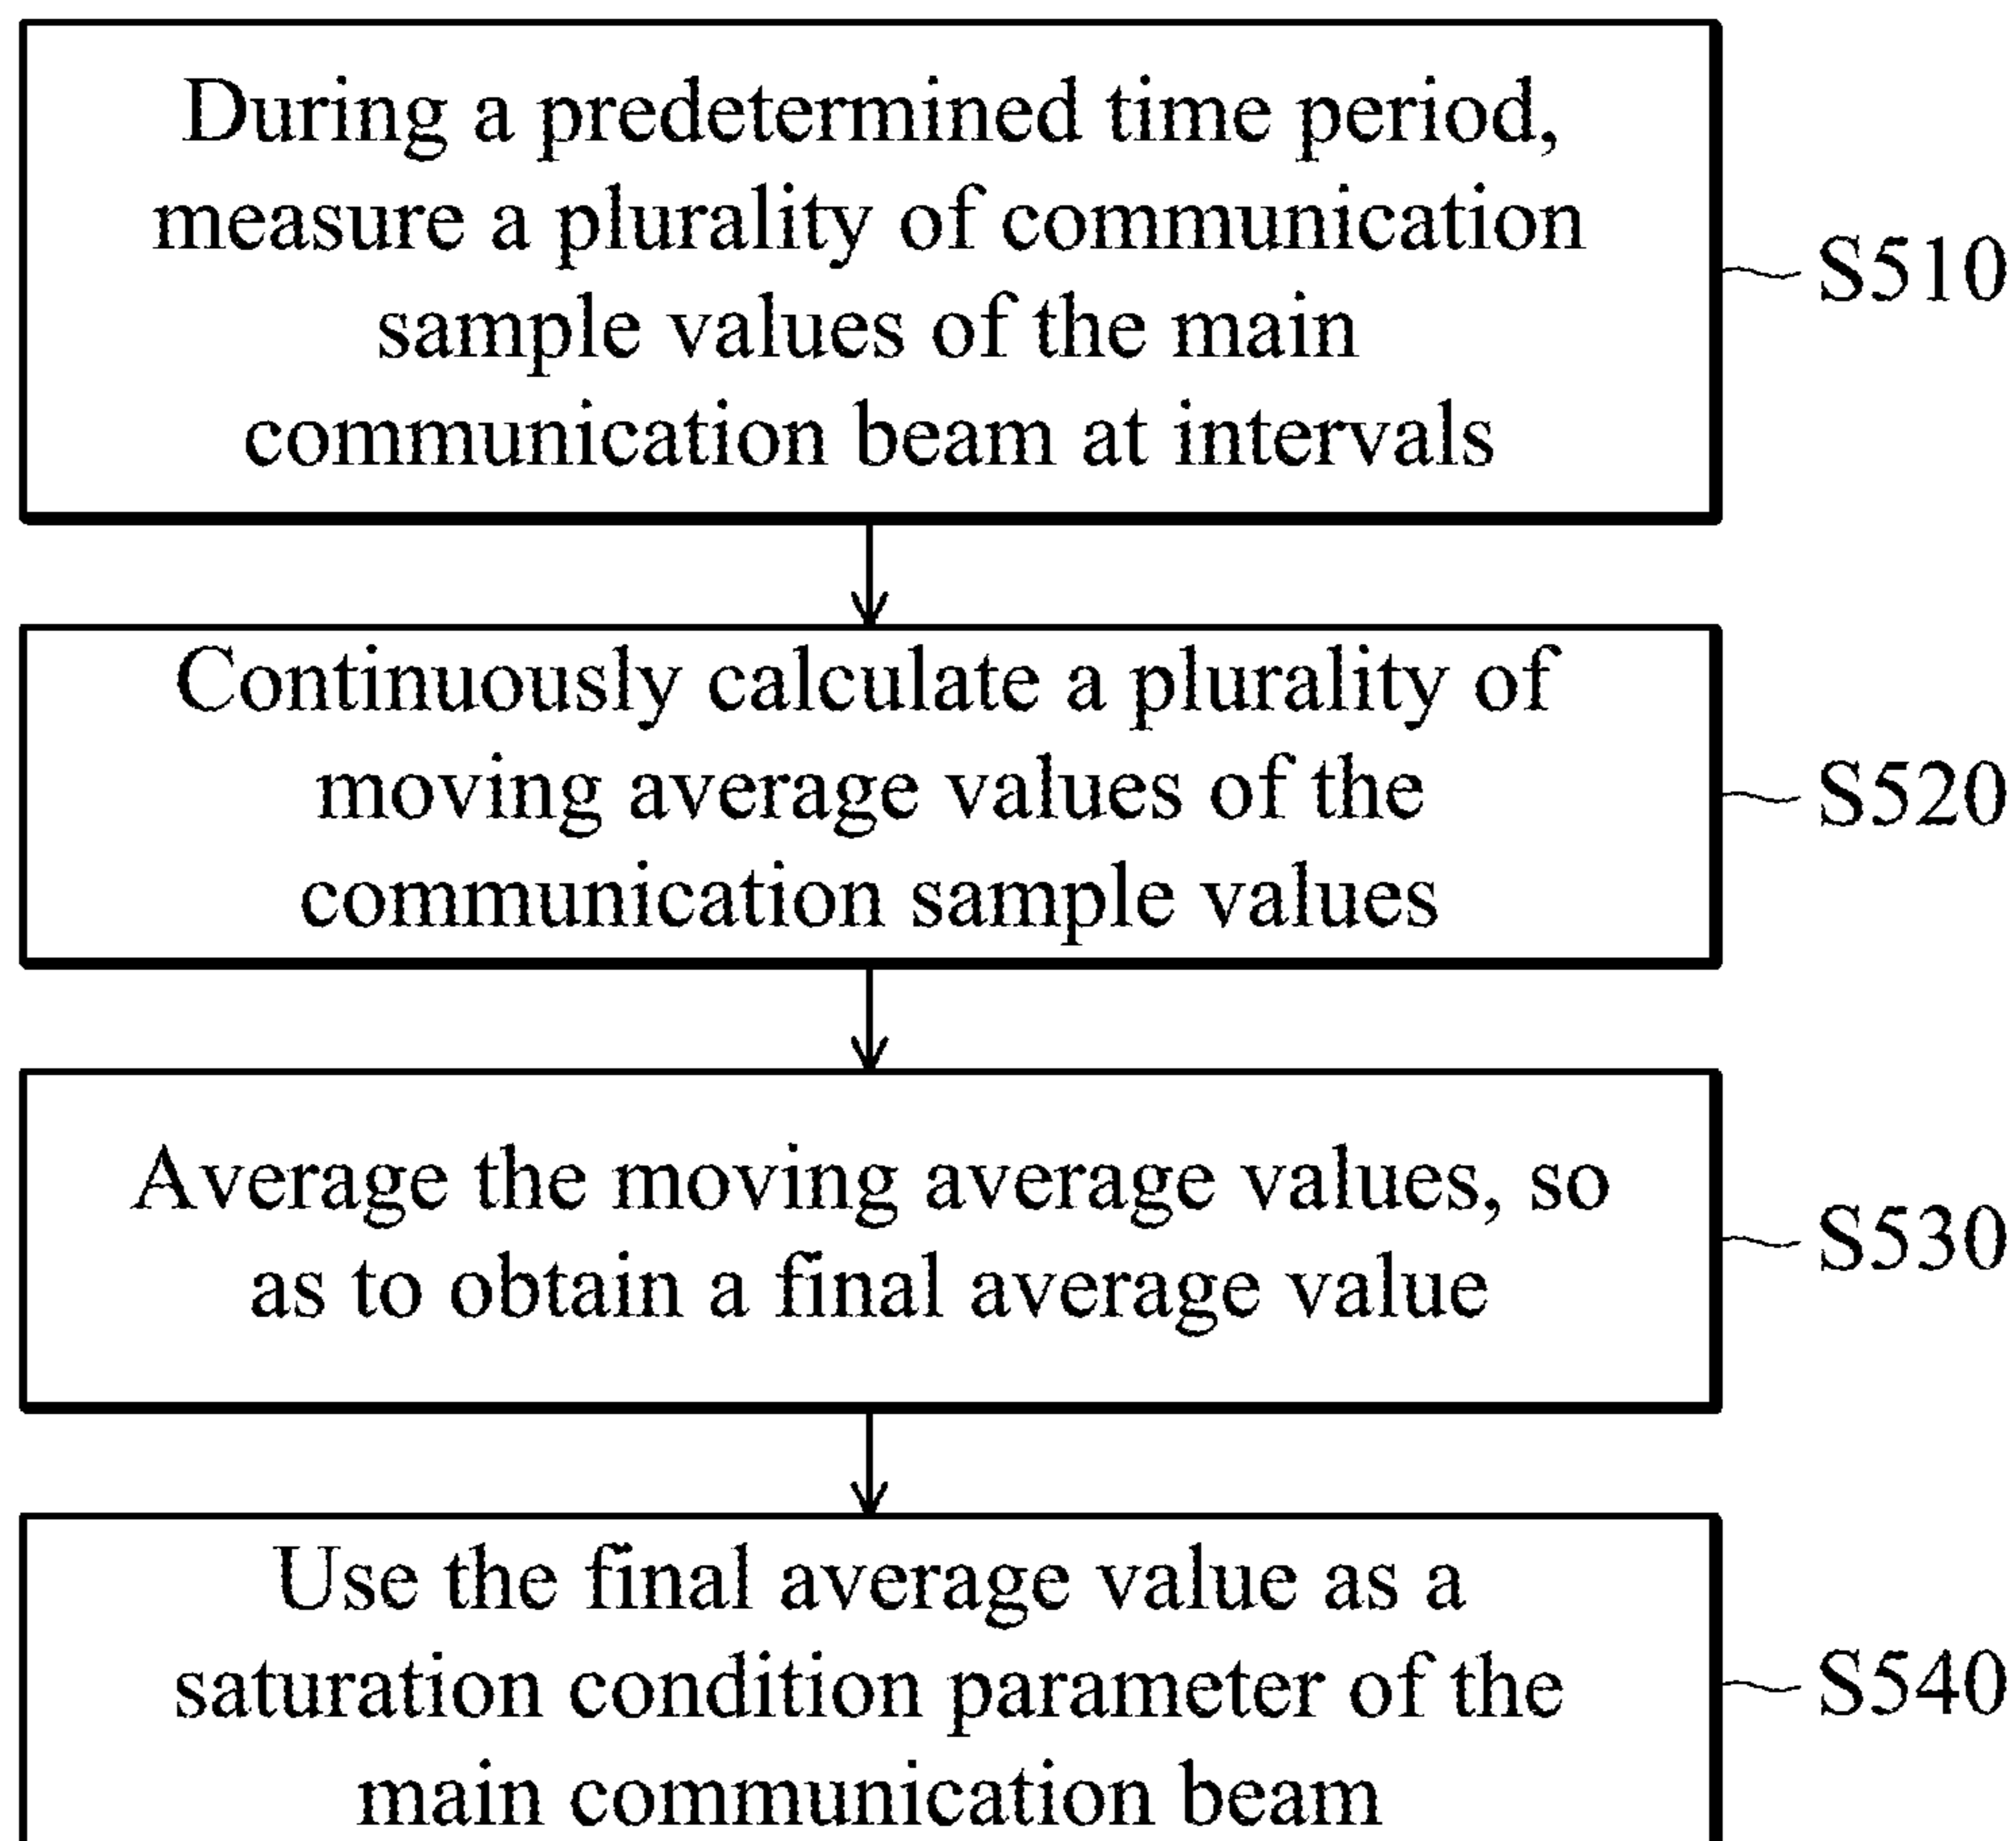 During a predetermined time period,
measure a plurality of communication
sample values of the main
communication beam at intervals
S510
Continuously calculate a plurality of
moving average values of the
communication sample values
S520
Average the moving average values, so
as to obtain a final average value
S530
Use the final average value as a
saturation condition parameter of the
main communication beam
S540